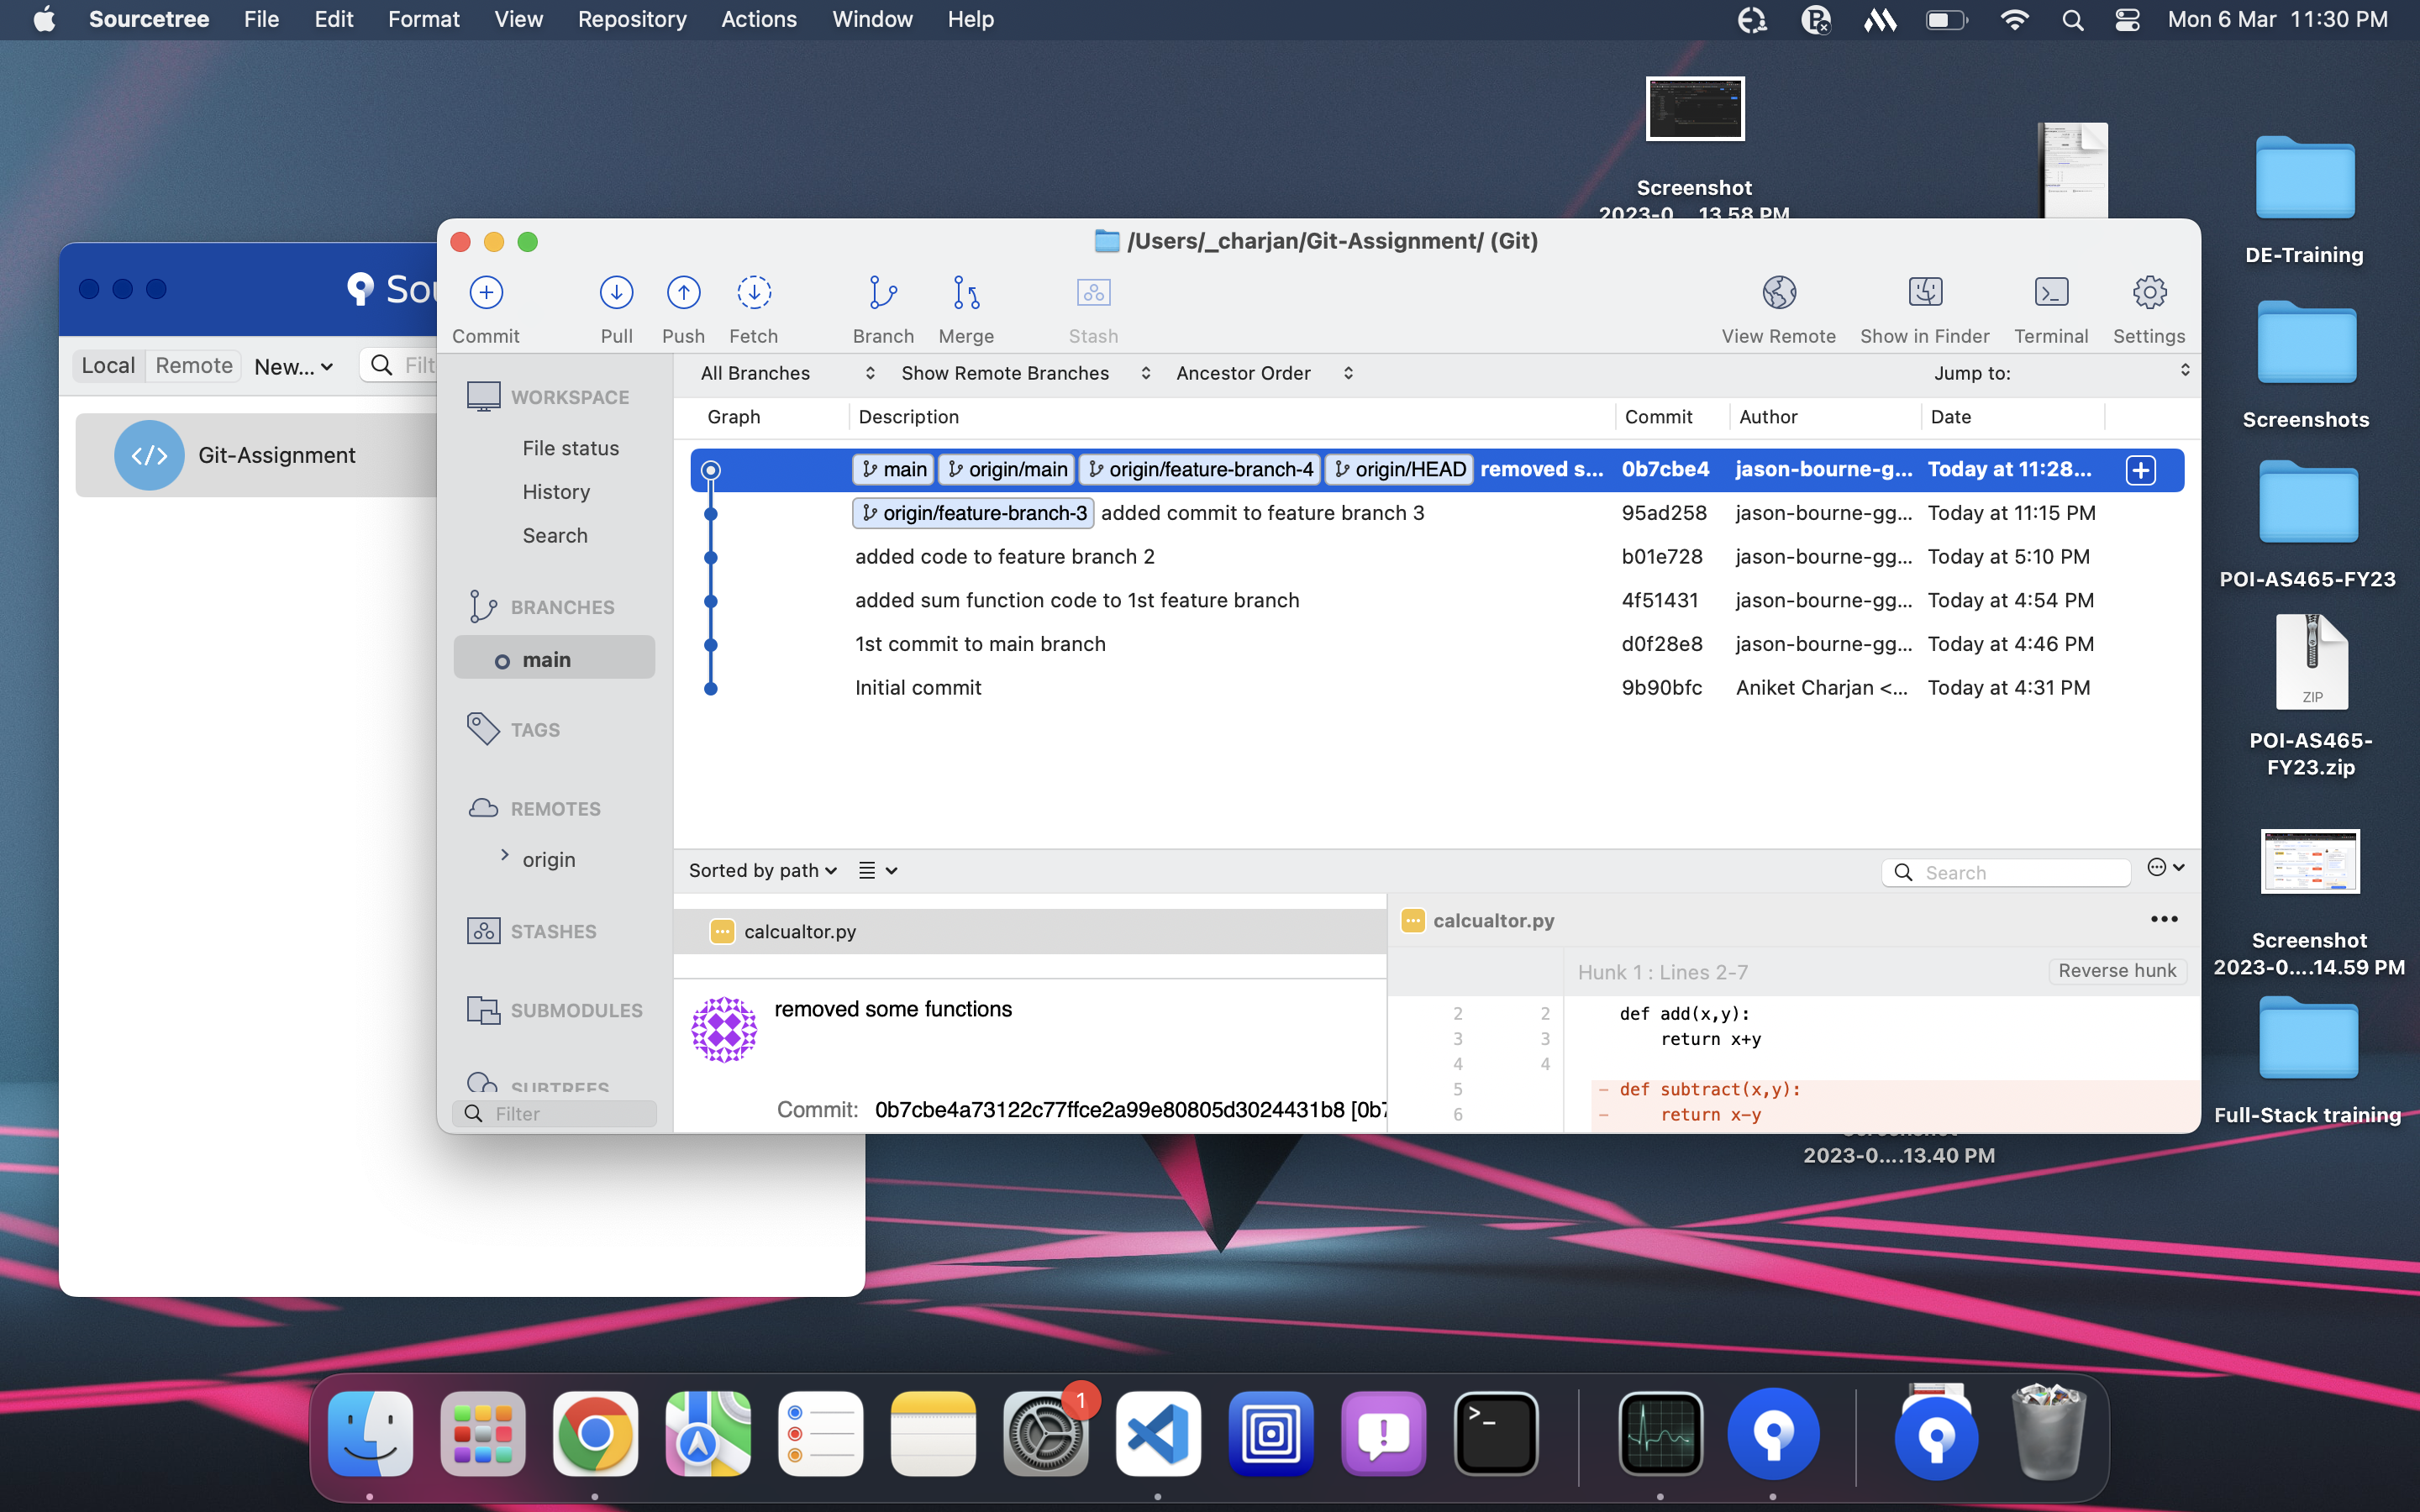 Sourcetree File Edit Format View Repository Actions Window Help Mon 6 Mar 11:30 PM
Screenshot
2023-0....13.58 PM
DE-Training
Screenshots
POI-AS465-FY23
ZIP
POI-AS465-
FY23.zip
Screenshot
2023-0....14.59 PM
Full-Stack training
2023-0....13.40 PM
Sou
Local Remote New...
Git-Assignment
/Users/_charjan/Git-Assignment/ (Git)
Commit Pull Push Fetch Branch Merge Stash View Remote Show in Finder Terminal Settings
WORKSPACE
File status
History
Search
BRANCHES
main
TAGS
REMOTES
origin
STASHES
SUBMODULES
SUBTREES
Filter
All Branches Show Remote Branches Ancestor Order Jump to:
Graph Description Commit Author Date
main origin/main origin/feature-branch-4 origin/HEAD removed s... 0b7cbe4 jason-bourne-g... Today at 11:28...
origin/feature-branch-3 added commit to feature branch 3 95ad258 jason-bourne-gg... Today at 11:15 PM
added code to feature branch 2 b01e728 jason-bourne-gg... Today at 5:10 PM
added sum function code to 1st feature branch 4f51431 jason-bourne-gg... Today at 4:54 PM
1st commit to main branch d0f28e8 jason-bourne-gg... Today at 4:46 PM
Initial commit 9b90bfc Aniket Charjan <... Today at 4:31 PM
Sorted by path Search
calcualtor.py
removed some functions
Commit: 0b7cbe4a73122c77ffce2a99e80805d3024431b8 [0b7
calcualtor.py
Hunk 1 : Lines 2-7 Reverse hunk
2 2 def add(x,y):
3 3 return x+y
4 4
5 - def subtract(x,y):
6 - return x-y
1